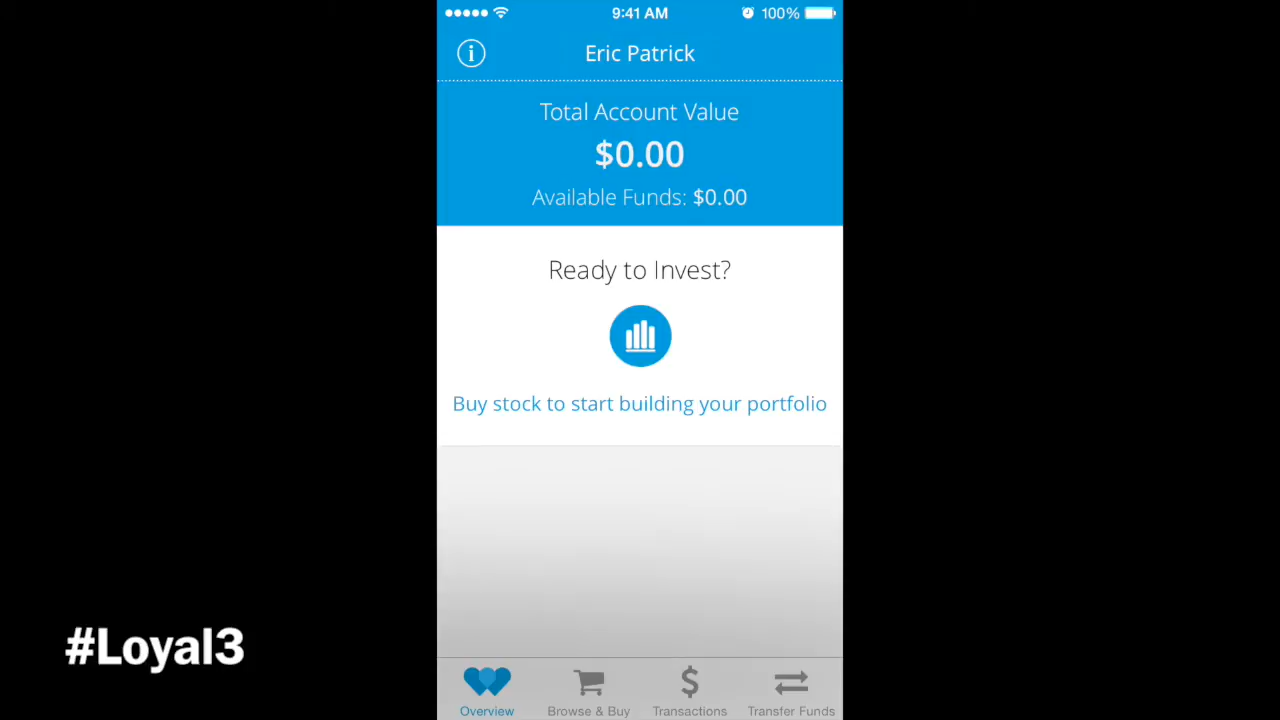 9:41 AM 100%
Eric Patrick
Total Account Value
$0.00
Available Funds: $0.00
Ready to Invest?
Buy stock to start building your portfolio
#Loyal3
Overview Browse & Buy Transactions Transfer Funds